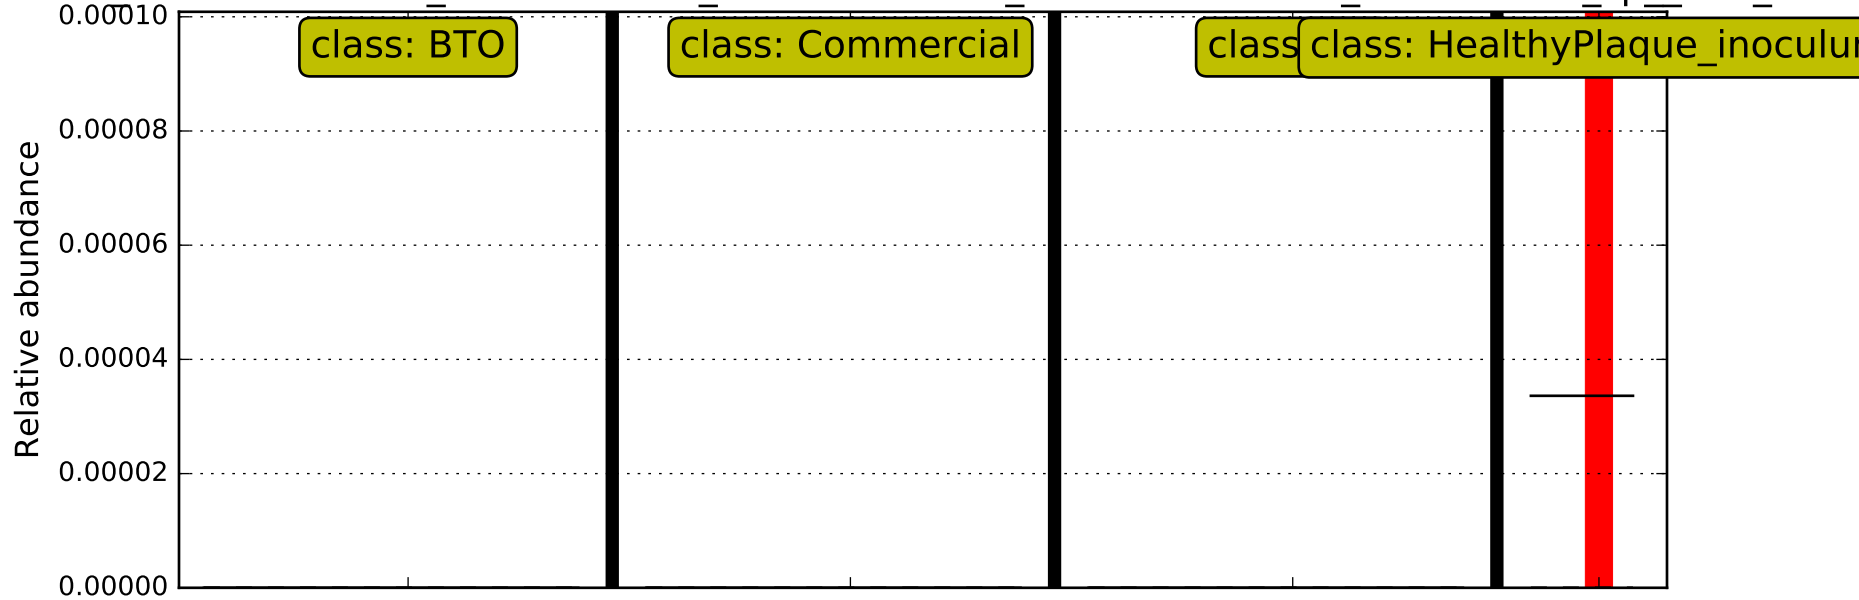 0.00010
class: BTO
class: Commercial
class
class: HealthyPlaque_inoculu
0.00008
0.00006
0.00004
0.00002
0.00000
Relative abundance